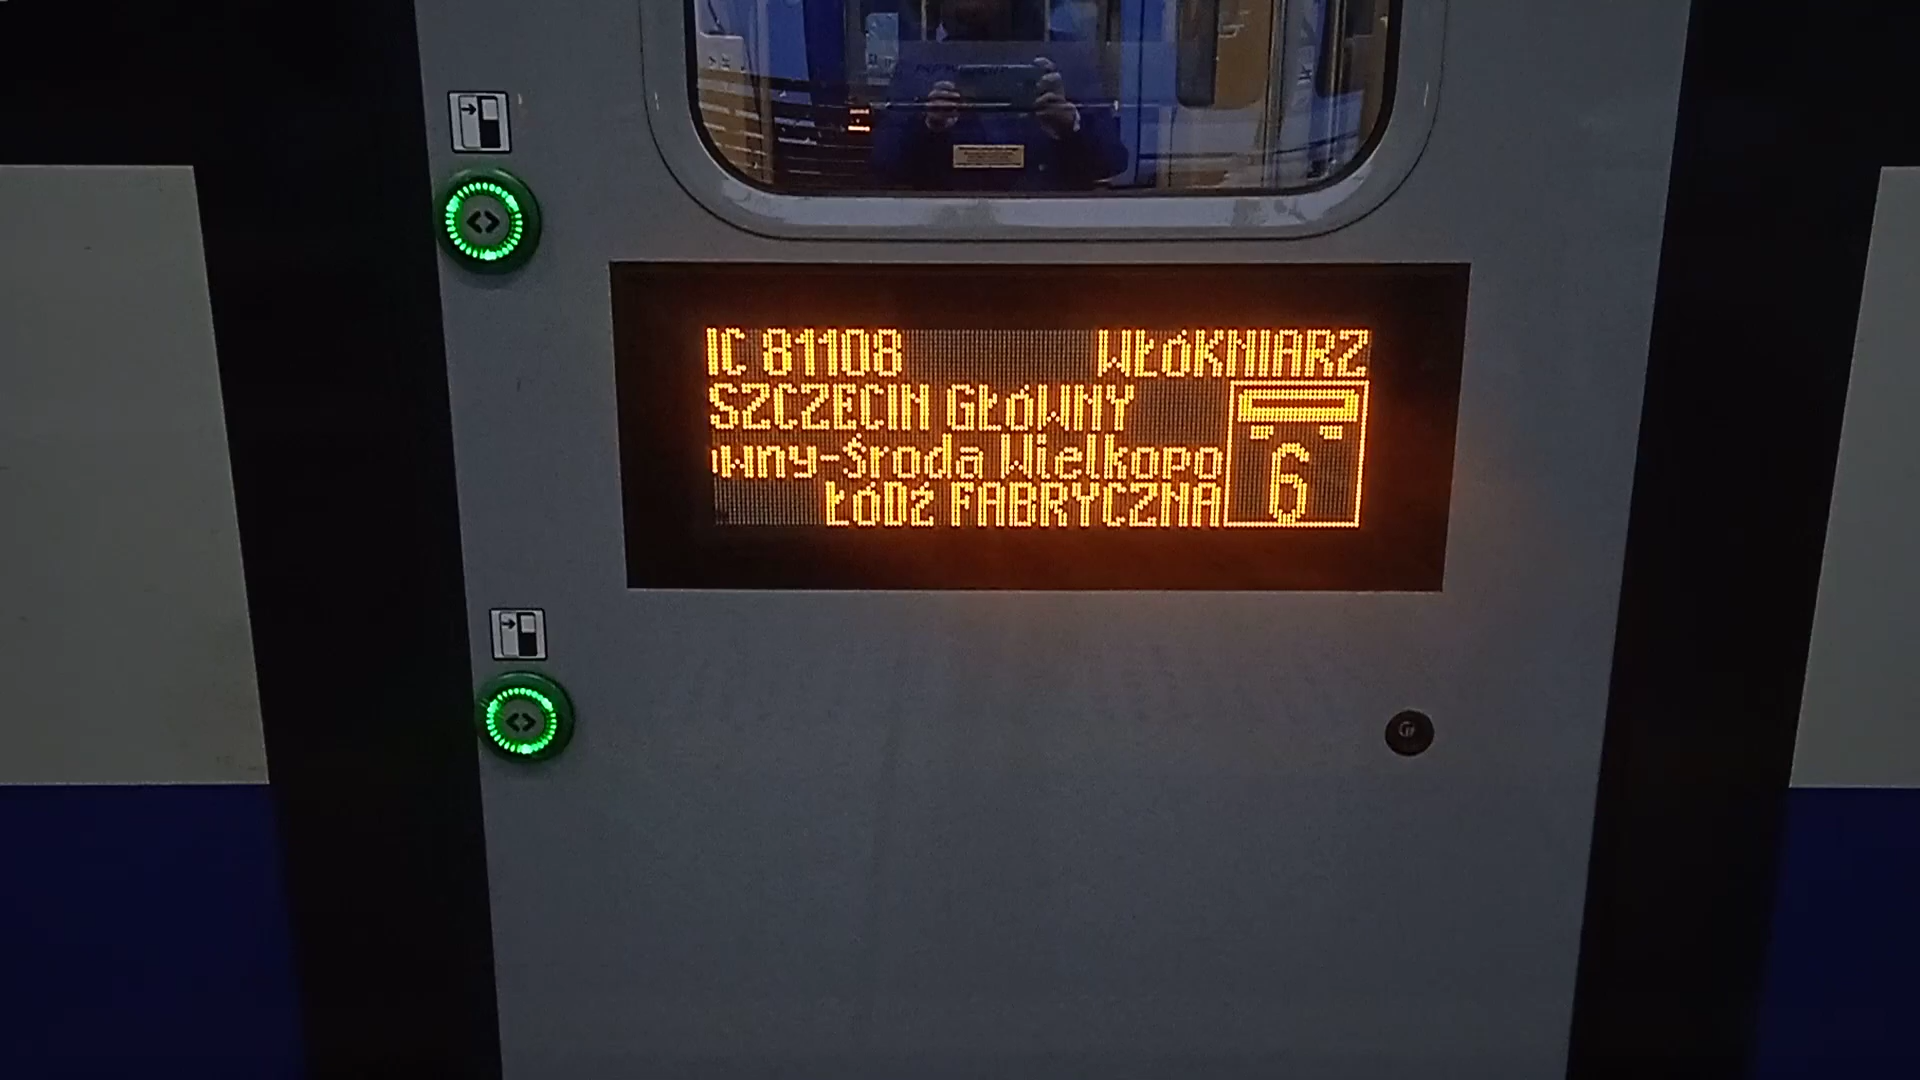 IC 81108 WŁÓKNIARZ
SZCZECIN GŁÓWNY
wny-Środa Wielkopo
ŁÓDŹ FABRYCZNA
6